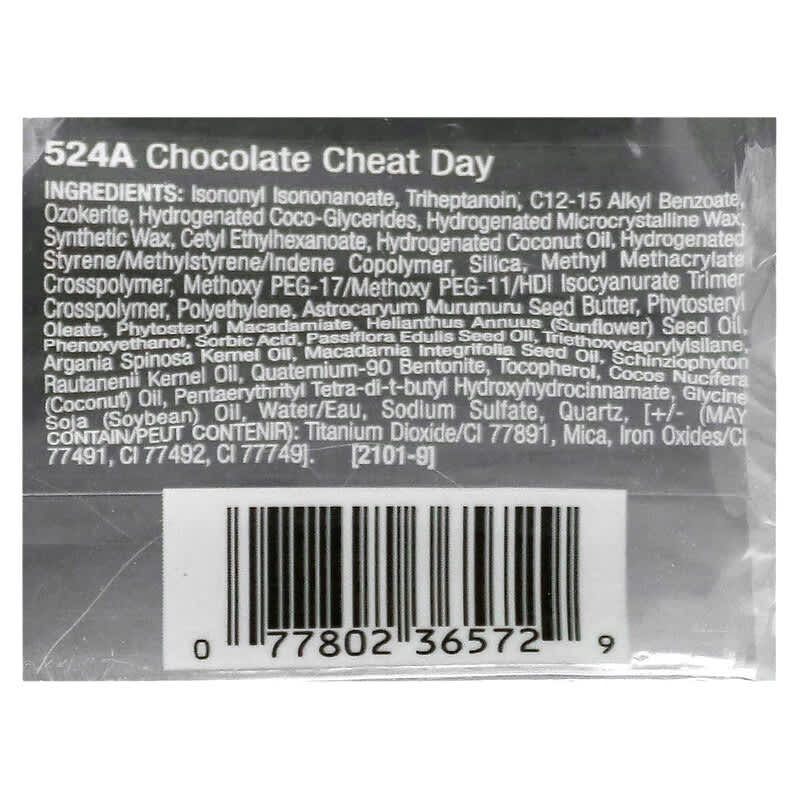 524A Chocolate Cheat Day
INGREDIENTS: Isononyl Isononanoate, Triheptanoin, C12-15 Alkyl Benzoate,
Ozokerite, Hydrogenated Coco-Glycerides, Hydrogenated Microcrystalline Wax,
Synthetic Wax, Cetyl Ethylhexanoate, Hydrogenated Coconut Oil, Hydrogenated
Styrene/Methylstyrene/Indene Copolymer, Silica, Methyl Methacrylate
Crosspolymer, Methoxy PEG-17/Methoxy PEG-11/HDI Isocyanurate Trimer
Crosspolymer, Polyethylene, Astrocaryum Murumuru Seed Butter, Phytosteryl
Oleate, Phytosteryl Macadamiate, Helianthus Annuus (Sunflower) Seed Oil,
Phenoxyethanol, Sorbic Acid, Passiflora Edulis Seed Oil, Triethoxycaprylylsilane,
Argania Spinosa Kernel Oil, Macadamia Integrifolia Seed Oil, Schinziophyton
Rautanenii Kernel Oil, Quaternium-90 Bentonite, Tocopherol, Cocos Nucifera
(Coconut) Oil, Pentaerythrityl Tetra-di-t-butyl Hydroxyhydrocinnamate, Glycine
Soja (Soybean) Oil, Water/Eau, Sodium Sulfate, Quartz, [+/- (MAY
CONTAIN/PEUT CONTENIR): Titanium Dioxide/CI 77891, Mica, Iron Oxides/CI
77491, CI 77492, CI 77749]. [2101-9]
0 77802 36572 9